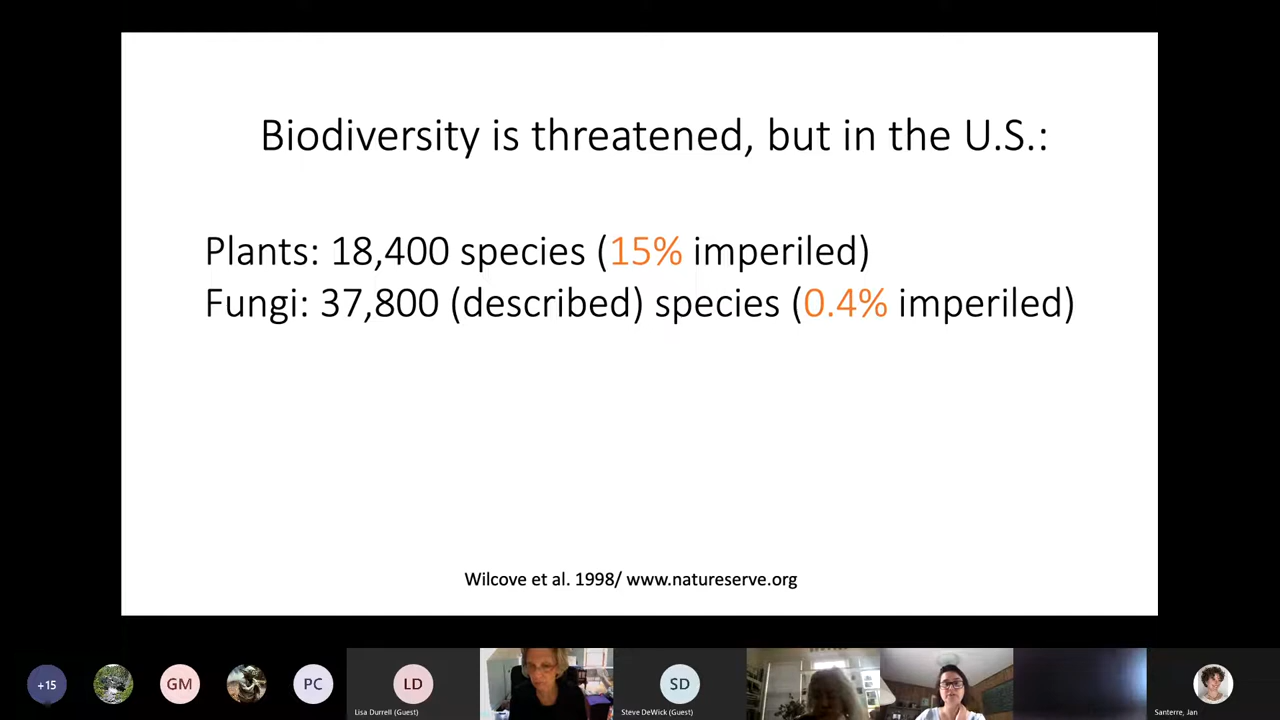 Biodiversity is threatened, but in the U.S.:
Plants: 18,400 species (15% imperiled)
Fungi: 37,800 (described) species (0.4% imperiled)
Wilcove et al. 1998/ www.natureserve.org
+15
GM
PC
LD
SD
Lisa Durrell (Guest)
Steve DeWick (Guest)
Santerre, Jan